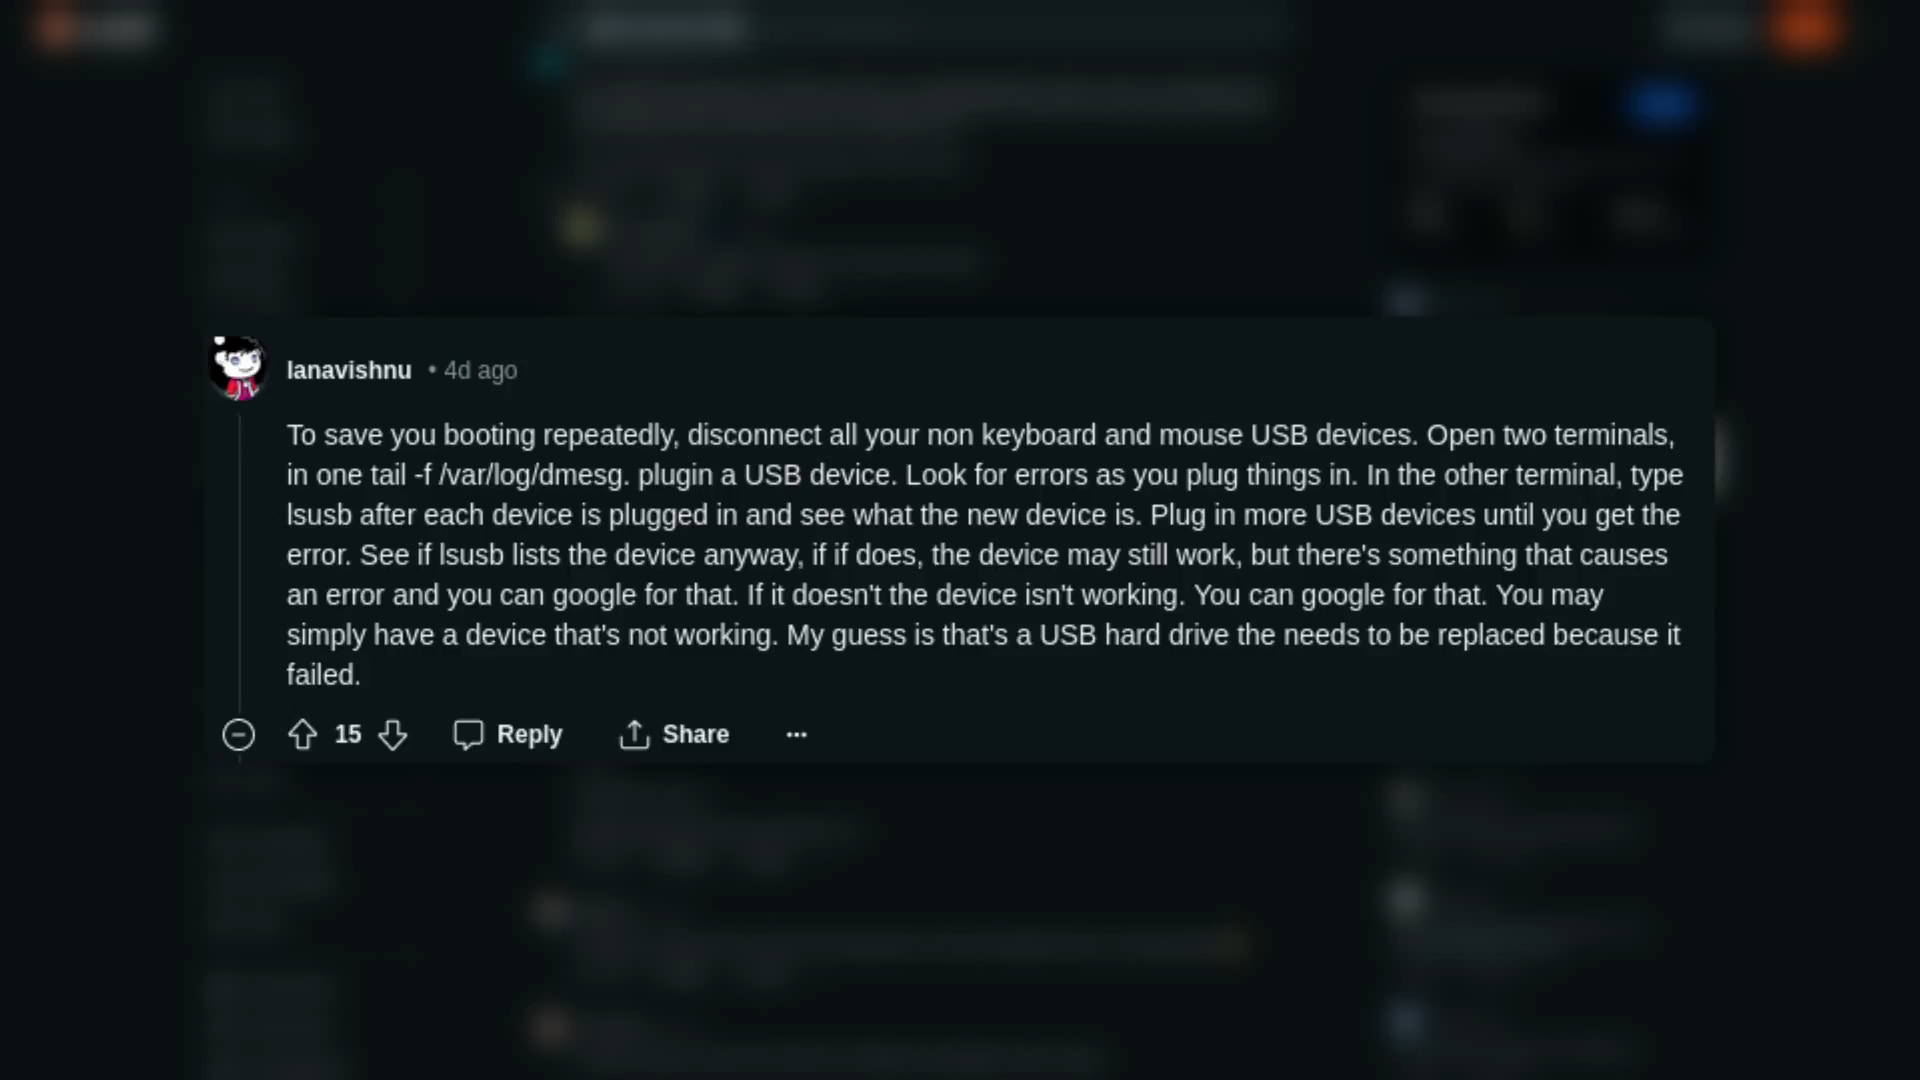 lanavishnu • 4d ago
To save you booting repeatedly, disconnect all your non keyboard and mouse USB devices. Open two terminals,
in one tail -f /var/log/dmesg. plugin a USB device. Look for errors as you plug things in. In the other terminal, type
lsusb after each device is plugged in and see what the new device is. Plug in more USB devices until you get the
error. See if lsusb lists the device anyway, if if does, the device may still work, but there's something that causes
an error and you can google for that. If it doesn't the device isn't working. You can google for that. You may
simply have a device that's not working. My guess is that's a USB hard drive the needs to be replaced because it
failed.
15 Reply Share ...